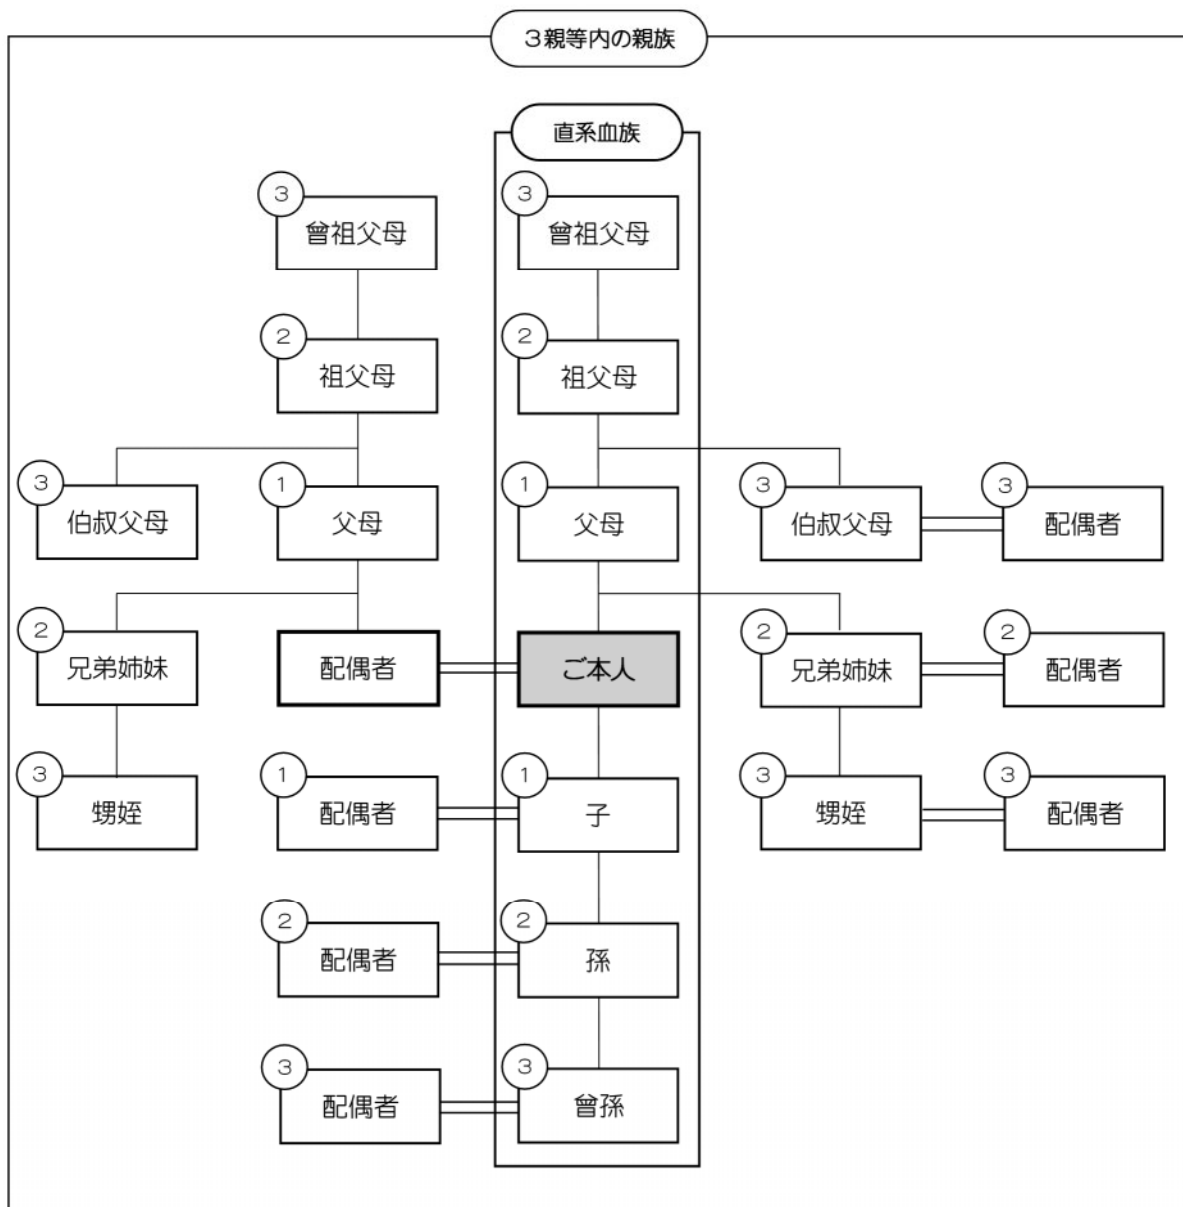 ３親等内の親族
直系血族
3
曾祖父母
3
曾祖父母
2
祖父母
2
祖父母
3
伯叔父母
1
父母
1
父母
3
伯叔父母
3
配偶者
2
兄弟姉妹
配偶者
ご本人
2
兄弟姉妹
2
配偶者
3
甥姪
1
配偶者
1
子
3
甥姪
3
配偶者
2
配偶者
2
孫
3
配偶者
3
曾孫